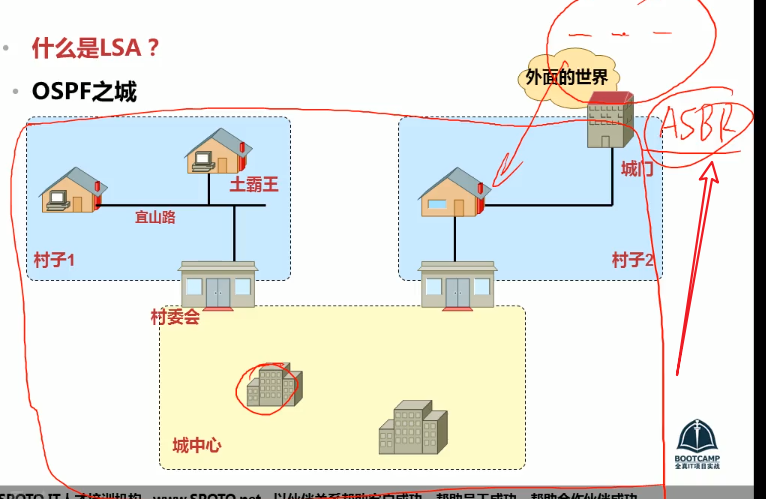 什么是LSA？
OSPF之城
外面的世界
ASBR
土霸王
城门
宜山路
村子1
村子2
村委会
城中心
BOOTCAMP
全真IT项目实战
SPOTO IT人才培训机构 www.SPOTO.net 以伙伴关系帮助客户成功，帮助员工成功，帮助合作伙伴成功